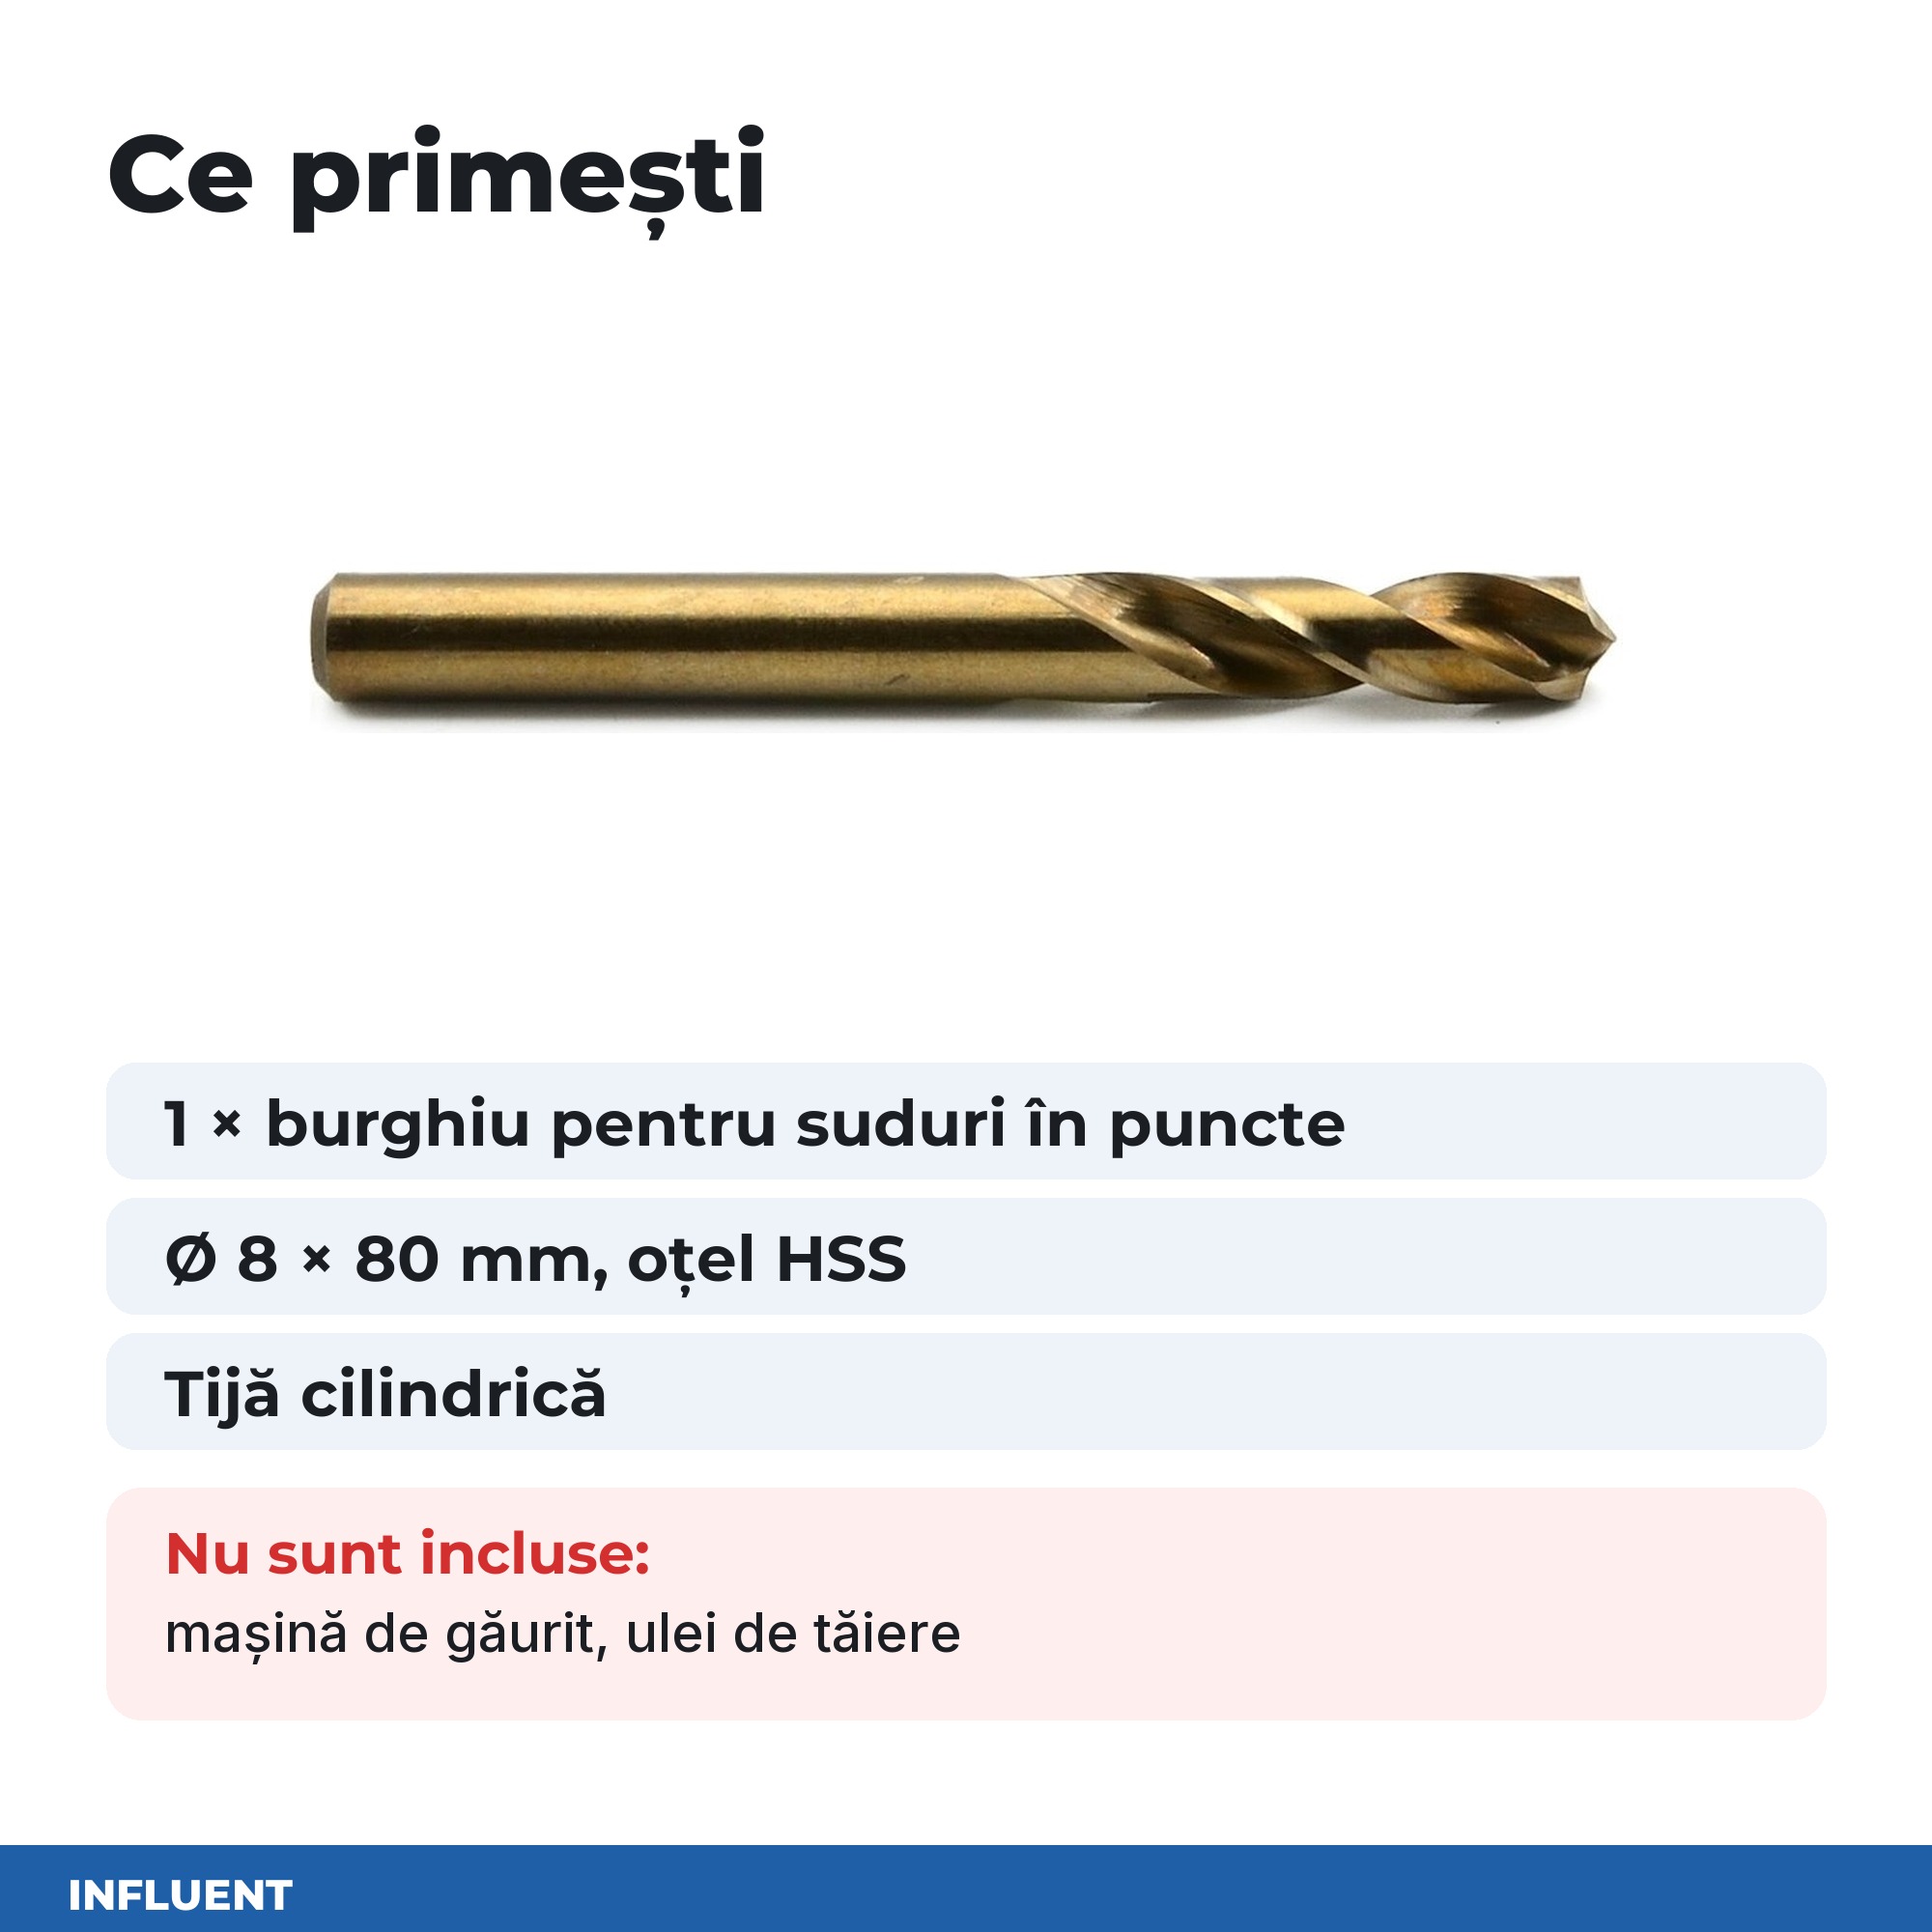 Ce primești
1 × burghiu pentru suduri în puncte
Ø 8 × 80 mm, oțel HSS
Tijă cilindrică
Nu sunt incluse:
mașină de găurit, ulei de tăiere
INFLUENT